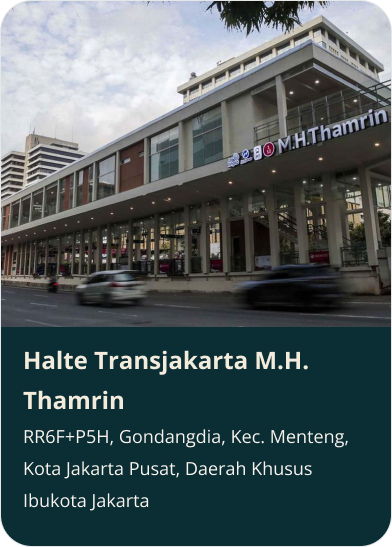 M.H.Thamrin
Halte Transjakarta M.H.
Thamrin
RR6F+P5H, Gondangdia, Kec. Menteng,
Kota Jakarta Pusat, Daerah Khusus
Ibukota Jakarta